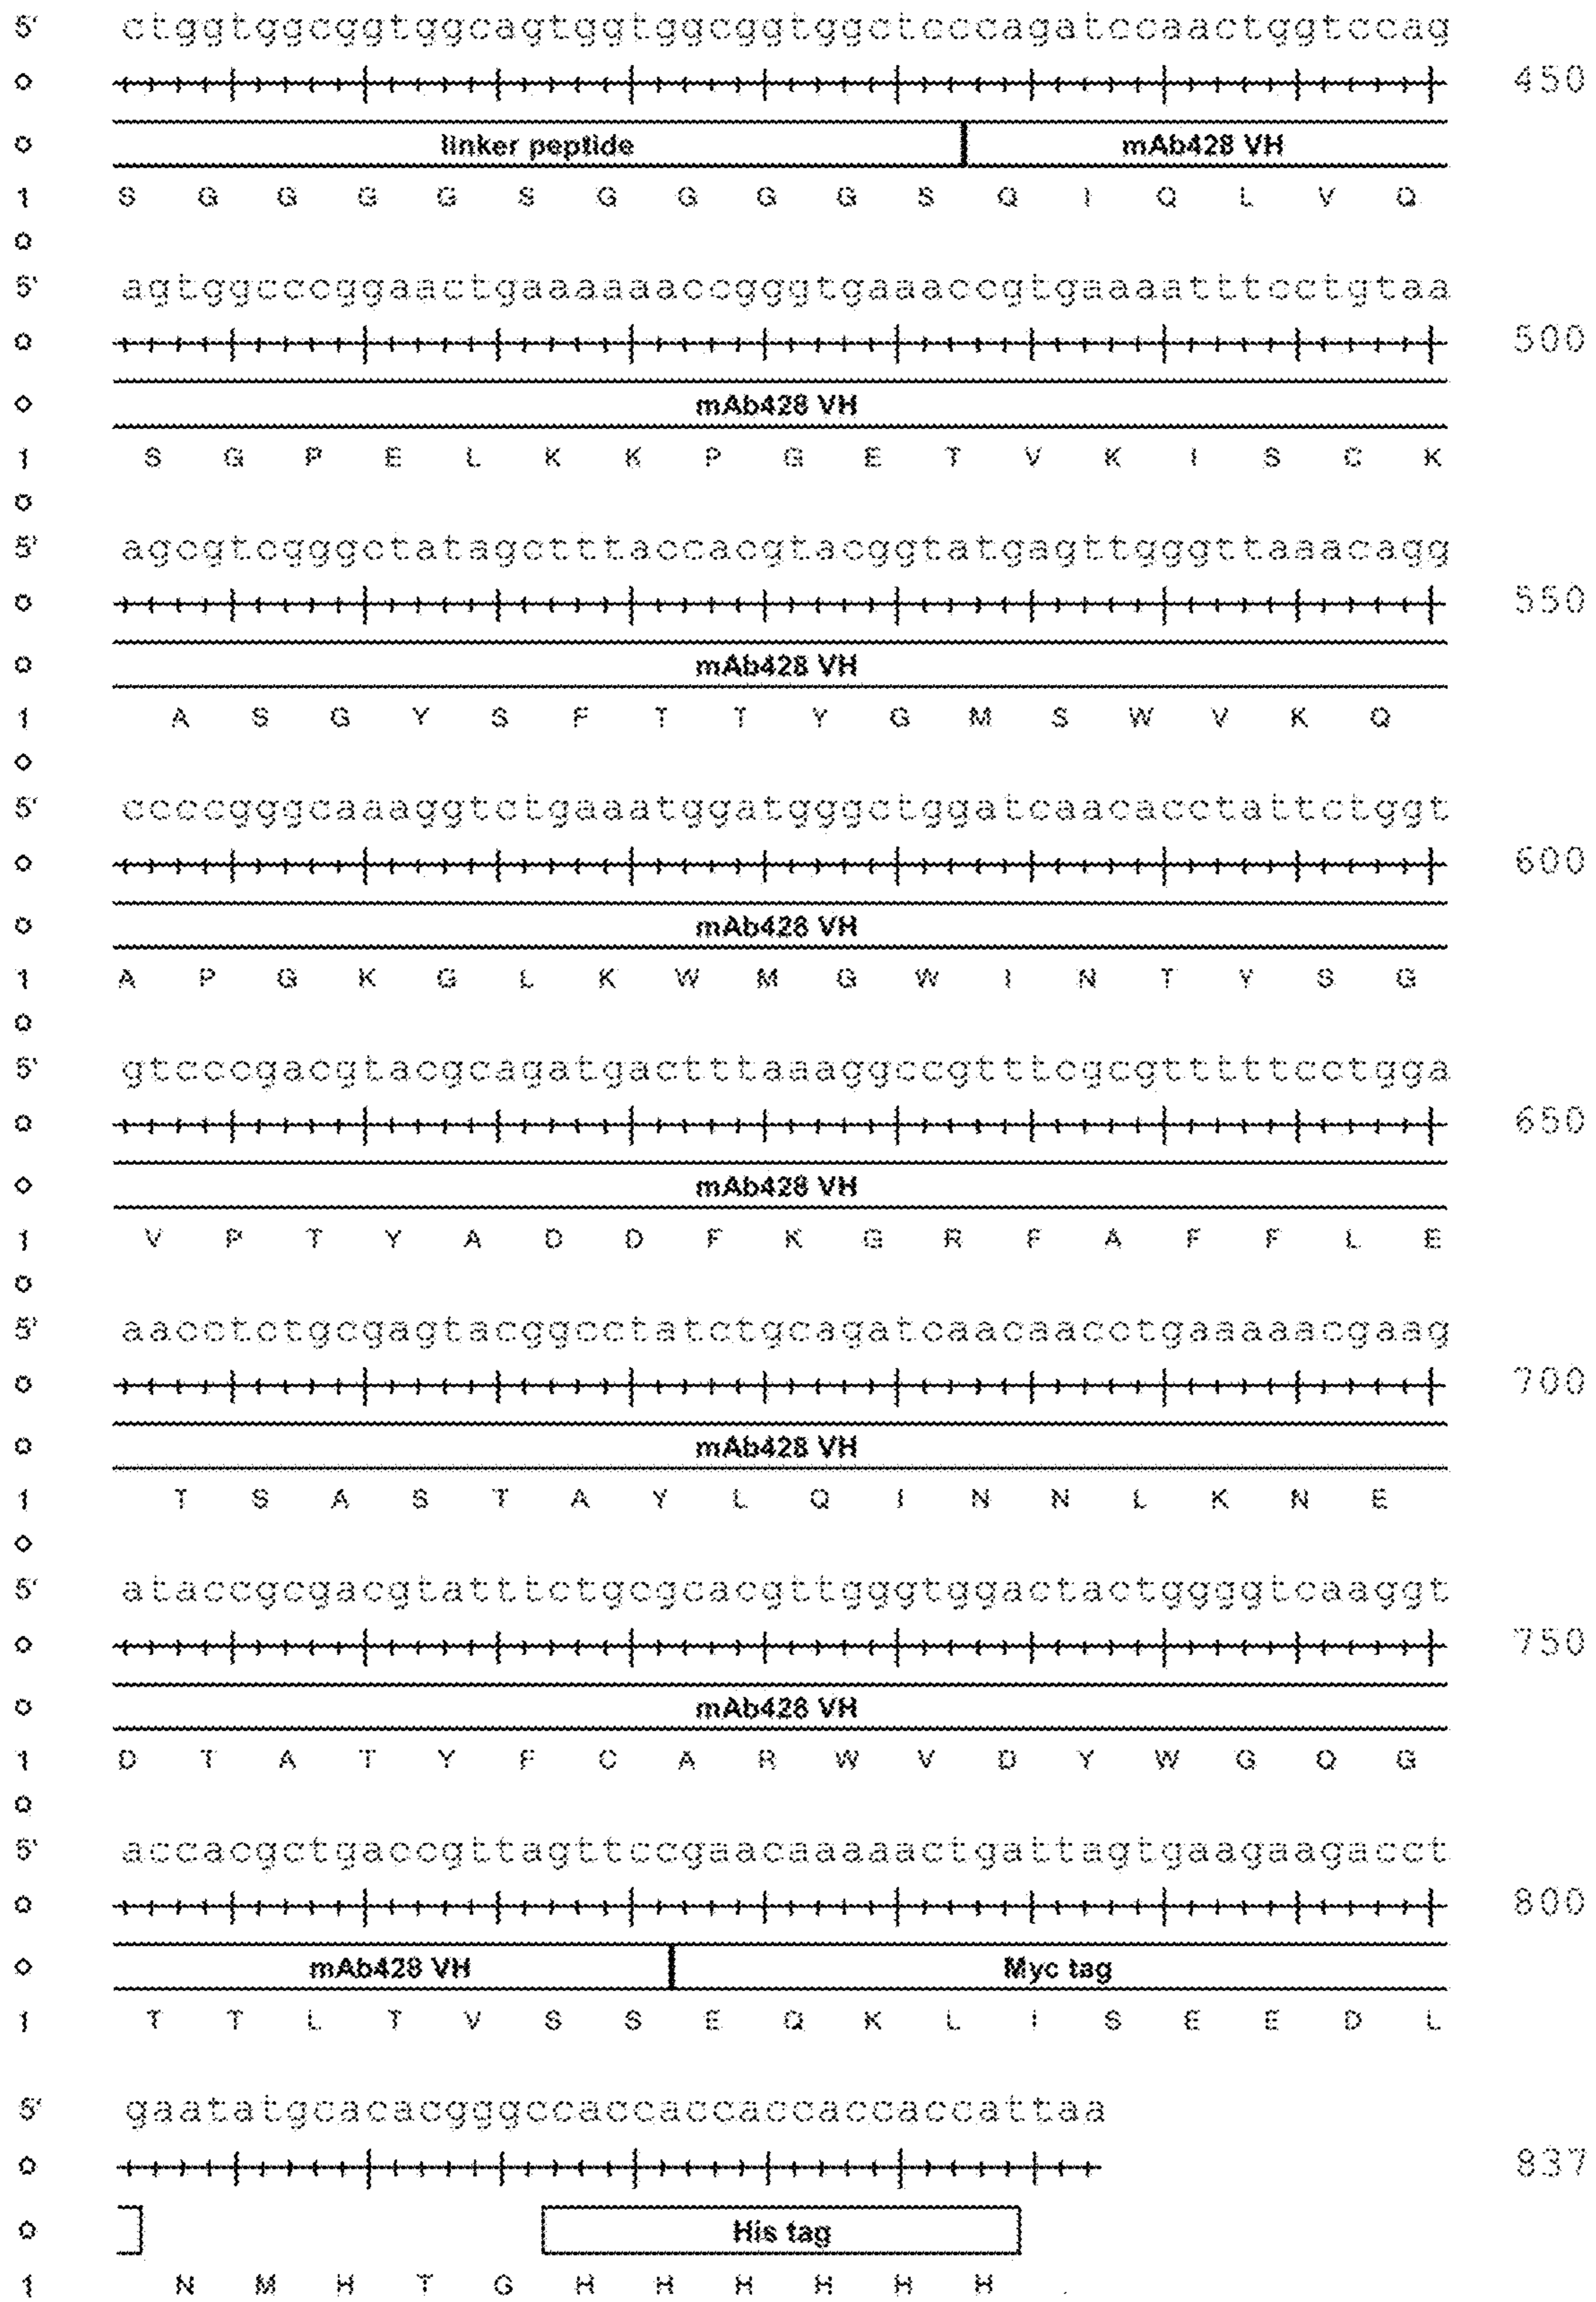 5' ctggtggcggtggcagtggtggcggtggctcccagatccaactggtccag
450
linker peptide mAb428 VH
1 S G G G G S G G G G S Q I Q L V Q
5' agtggcccggaactgaaaaaaccgggtgaaaccgtgaaaatttcctgtaa
500
mAb428 VH
1 S G P E L K K P G E T V K I S C K
5' agcgtcgggctatagctttaccacgtacggtatgagttgggttaaacagg
550
mAb428 VH
1 A S G Y S F T T Y G M S W V K Q
5' ccccgggcaaaggtctgaaatggatgggctggatcaacacctattctggt
600
mAb428 VH
1 A P G K G L K W M G W I N T Y S G
5' gtcccgacgtacgcagatgactttaaaggccgtttcgcgtttttcctgga
650
mAb428 VH
1 V P T Y A D D F K G R F A F F L E
5' aacctctgcgagtacggcctatctgcagatcaacaacctgaaaaacgaag
700
mAb428 VH
1 T S A S T A Y L Q I N N L K N E
5' ataccgcgacgtatttctgcgcacgttgggtggactactggggtcaaggt
750
mAb428 VH
1 D T A T Y F C A R W V D Y W G Q G
5' accacgctgaccgttagttccgaacaaaaactgattagtgaagaagacct
800
mAb428 VH Myc tag
1 T T L T V S S E Q K L I S E E D L
5' gaatatgcacacgggccaccaccaccaccaccattaa
837
His tag
1 N M H T G H H H H H H .